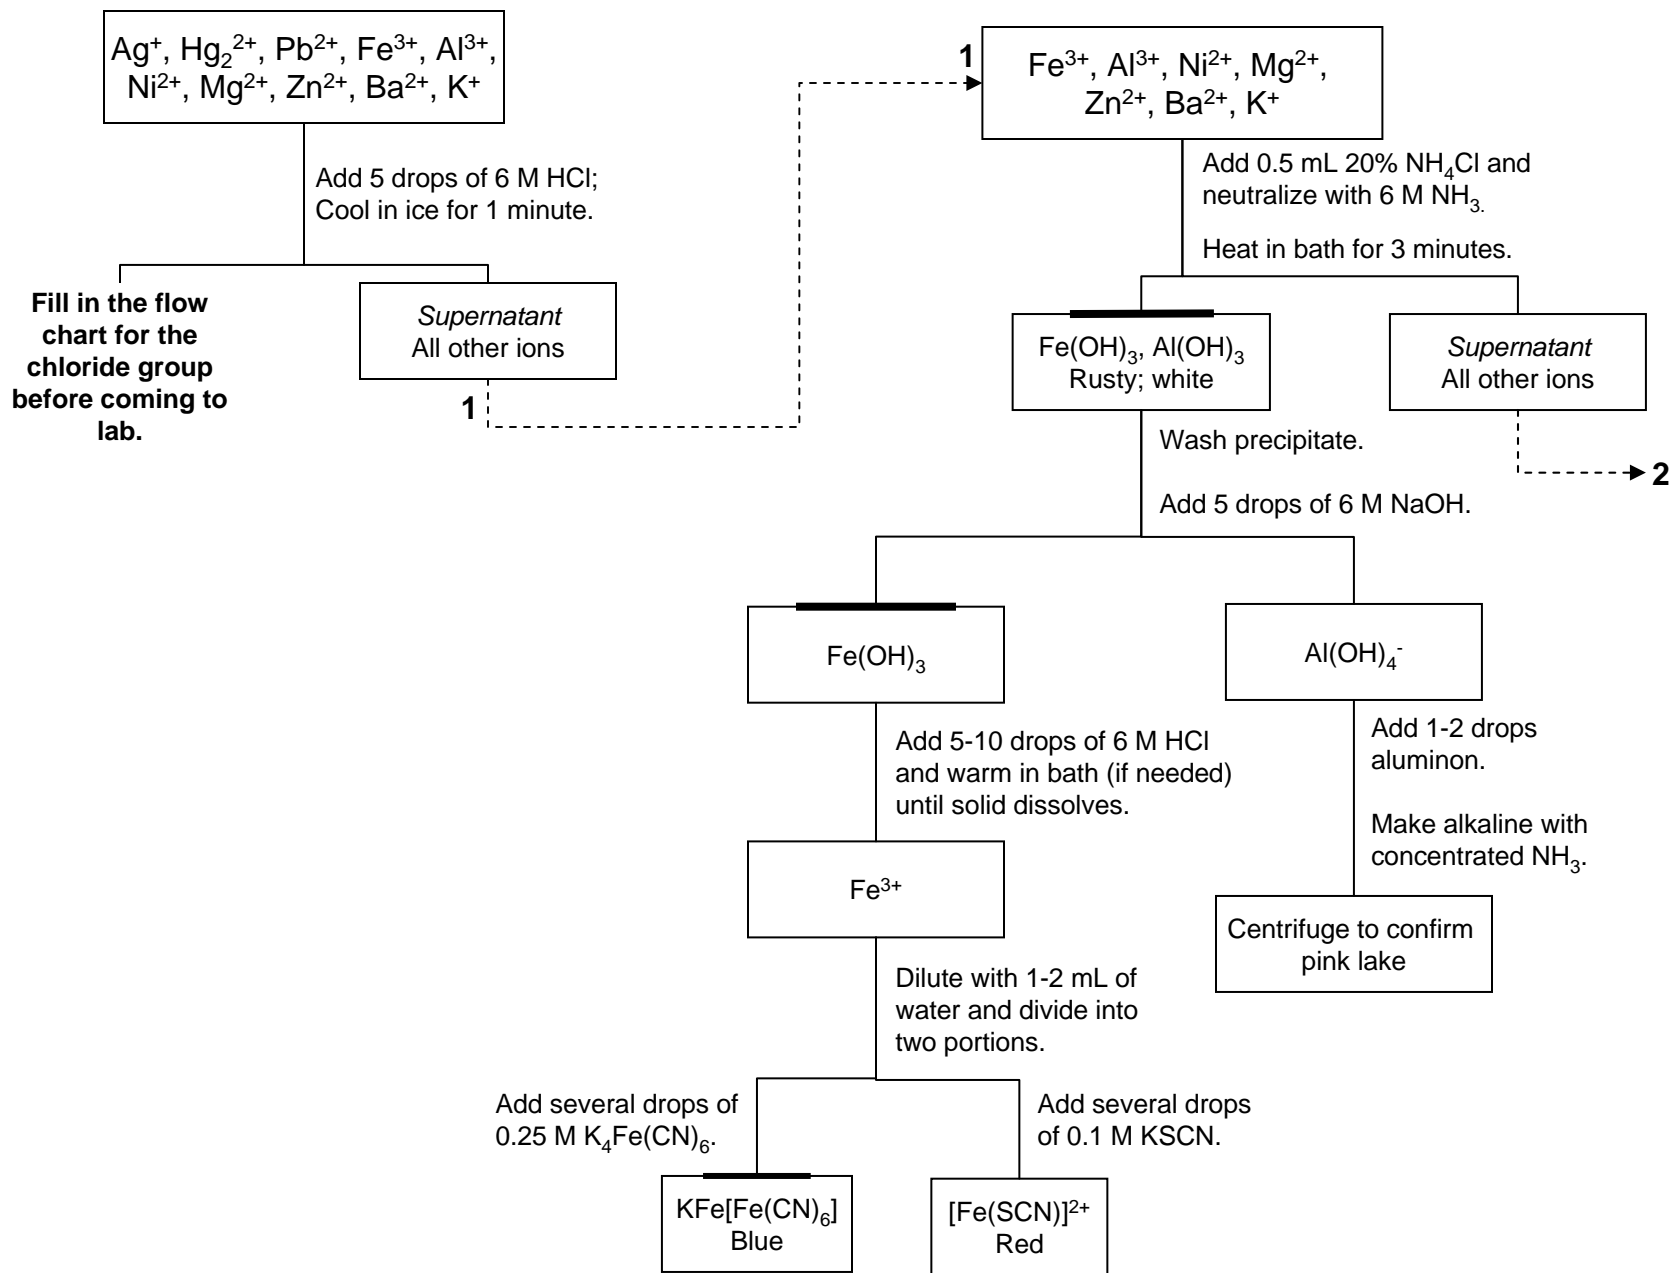 Ag⁺, Hg₂²⁺, Pb²⁺, Fe³⁺, Al³⁺,
Ni²⁺, Mg²⁺, Zn²⁺, Ba²⁺, K⁺
Add 5 drops of 6 M HCl;
Cool in ice for 1 minute.
Fill in the flow
chart for the
chloride group
before coming to
lab.
Supernatant
All other ions
1
1
Fe³⁺, Al³⁺, Ni²⁺, Mg²⁺,
Zn²⁺, Ba²⁺, K⁺
Add 0.5 mL 20% NH₄Cl and
neutralize with 6 M NH₃.
Heat in bath for 3 minutes.
Fe(OH)₃, Al(OH)₃
Rusty; white
Supernatant
All other ions
2
Wash precipitate.
Add 5 drops of 6 M NaOH.
Fe(OH)₃
Al(OH)₄⁻
Add 5-10 drops of 6 M HCl
and warm in bath (if needed)
until solid dissolves.
Add 1-2 drops
aluminon.
Make alkaline with
concentrated NH₃.
Fe³⁺
Centrifuge to confirm
pink lake
Dilute with 1-2 mL of
water and divide into
two portions.
Add several drops of
0.25 M K₄Fe(CN)₆.
Add several drops
of 0.1 M KSCN.
KFe[Fe(CN)₆]
Blue
[Fe(SCN)]²⁺
Red